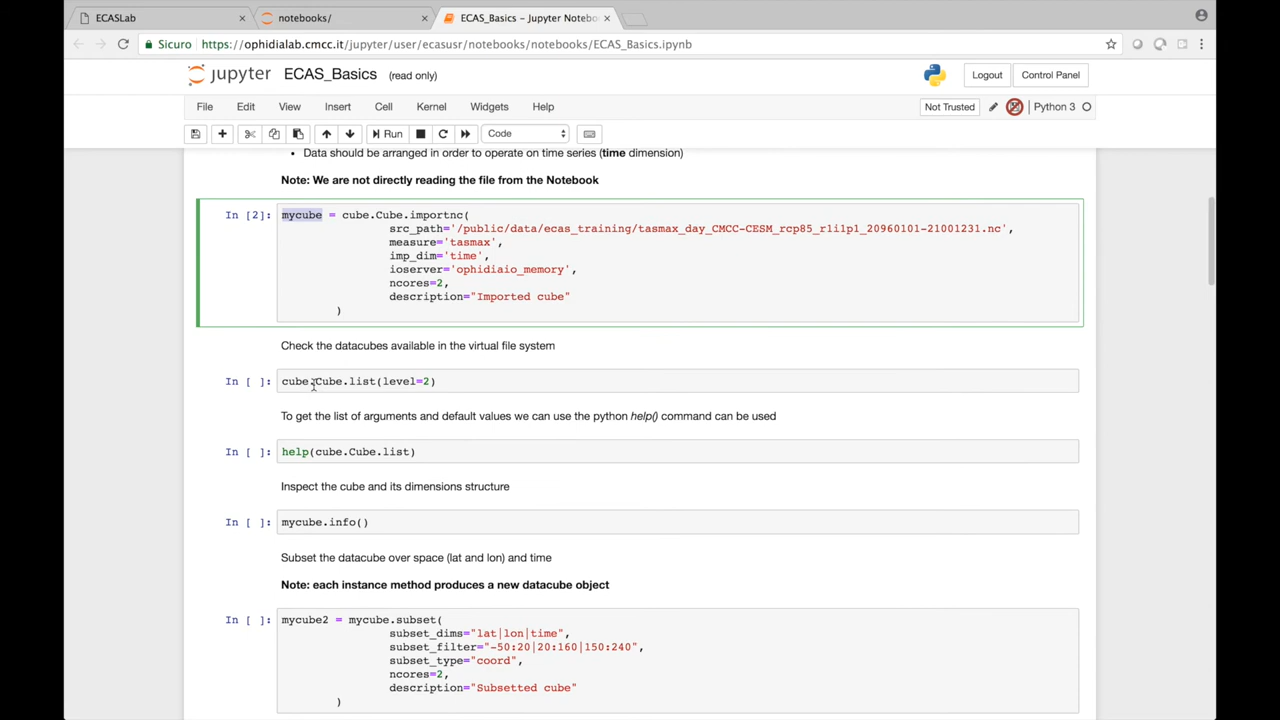 ECASLab
notebooks/
ECAS_Basics - Jupyter Notebo
Sicuro https://ophidialab.cmcc.it/jupyter/user/ecasusr/notebooks/notebooks/ECAS_Basics.ipynb
jupyter ECAS_Basics (read only)
Logout Control Panel
File Edit View Insert Cell Kernel Widgets Help Not Trusted Python 3
Run Code
• Data should be arranged in order to operate on time series (time dimension)
Note: We are not directly reading the file from the Notebook
In [2]: mycube = cube.Cube.importnc(
src_path='/public/data/ecas_training/tasmax_day_CMCC-CESM_rcp85_r1i1p1_20960101-21001231.nc',
measure='tasmax',
imp_dim='time',
ioserver='ophidiaio_memory',
ncores=2,
description="Imported cube"
)
Check the datacubes available in the virtual file system
In [ ]: cube.Cube.list(level=2)
To get the list of arguments and default values we can use the python help() command can be used
In [ ]: help(cube.Cube.list)
Inspect the cube and its dimensions structure
In [ ]: mycube.info()
Subset the datacube over space (lat and lon) and time
Note: each instance method produces a new datacube object
In [ ]: mycube2 = mycube.subset(
subset_dims="lat|lon|time",
subset_filter="-50:20|20:160|150:240",
subset_type="coord",
ncores=2,
description="Subsetted cube"
)